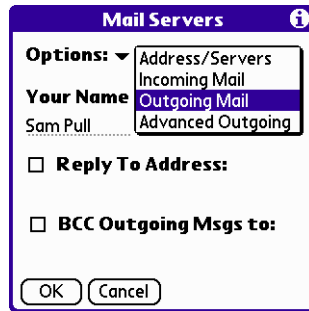 Mail Servers
Options:
Address/Servers
Incoming Mail
Outgoing Mail
Advanced Outgoing
Your Name
Sam Pull
Reply To Address:
BCC Outgoing Msgs to:
OK Cancel